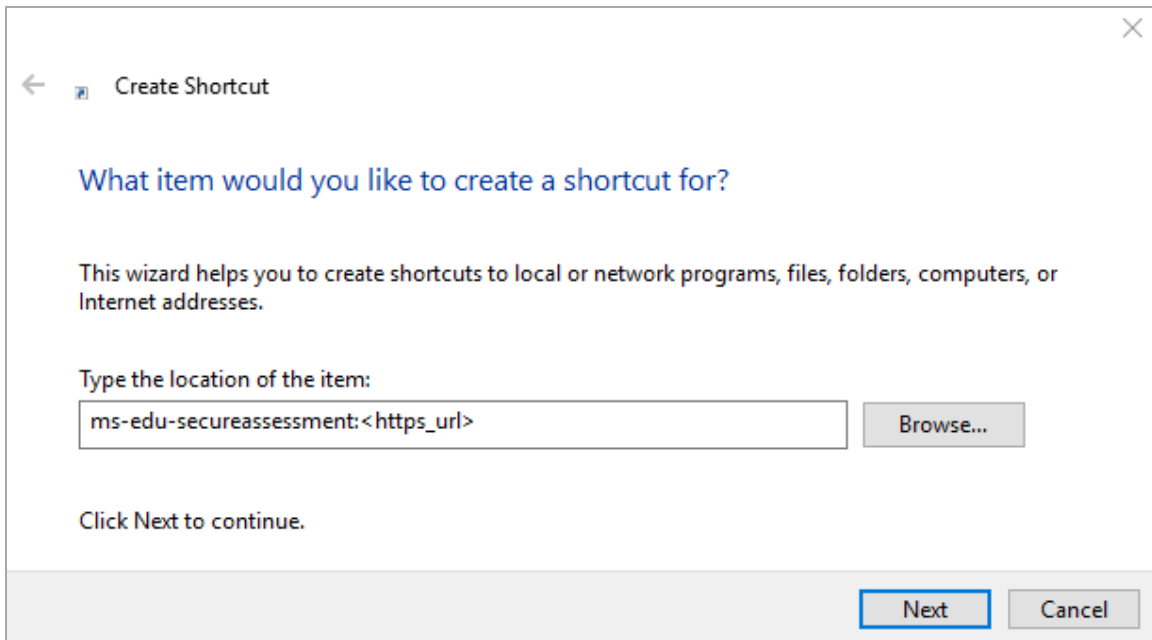 Create Shortcut
What item would you like to create a shortcut for?
This wizard helps you to create shortcuts to local or network programs, files, folders, computers, or
Internet addresses.
Type the location of the item:
ms-edu-secureassessment:<https_url>
Browse...
Click Next to continue.
Next
Cancel